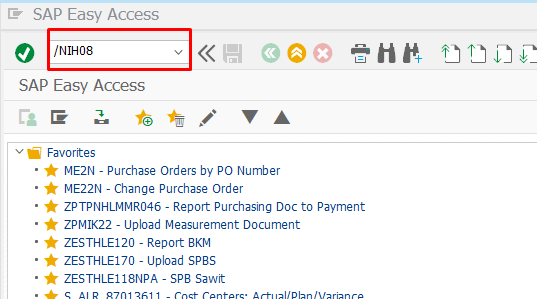 SAP Easy Access
/NIH08
SAP Easy Access
Favorites
ME2N - Purchase Orders by PO Number
ME22N - Change Purchase Order
ZPTPNHLMMR046 - Report Purchasing Doc to Payment
ZPMIK22 - Upload Measurement Document
ZESTHLE120 - Report BKM
ZESTHLE170 - Upload SPBS
ZESTHLE118NPA - SPB Sawit
S_ALR_87013611 - Cost Centers: Actual/Plan/Variance